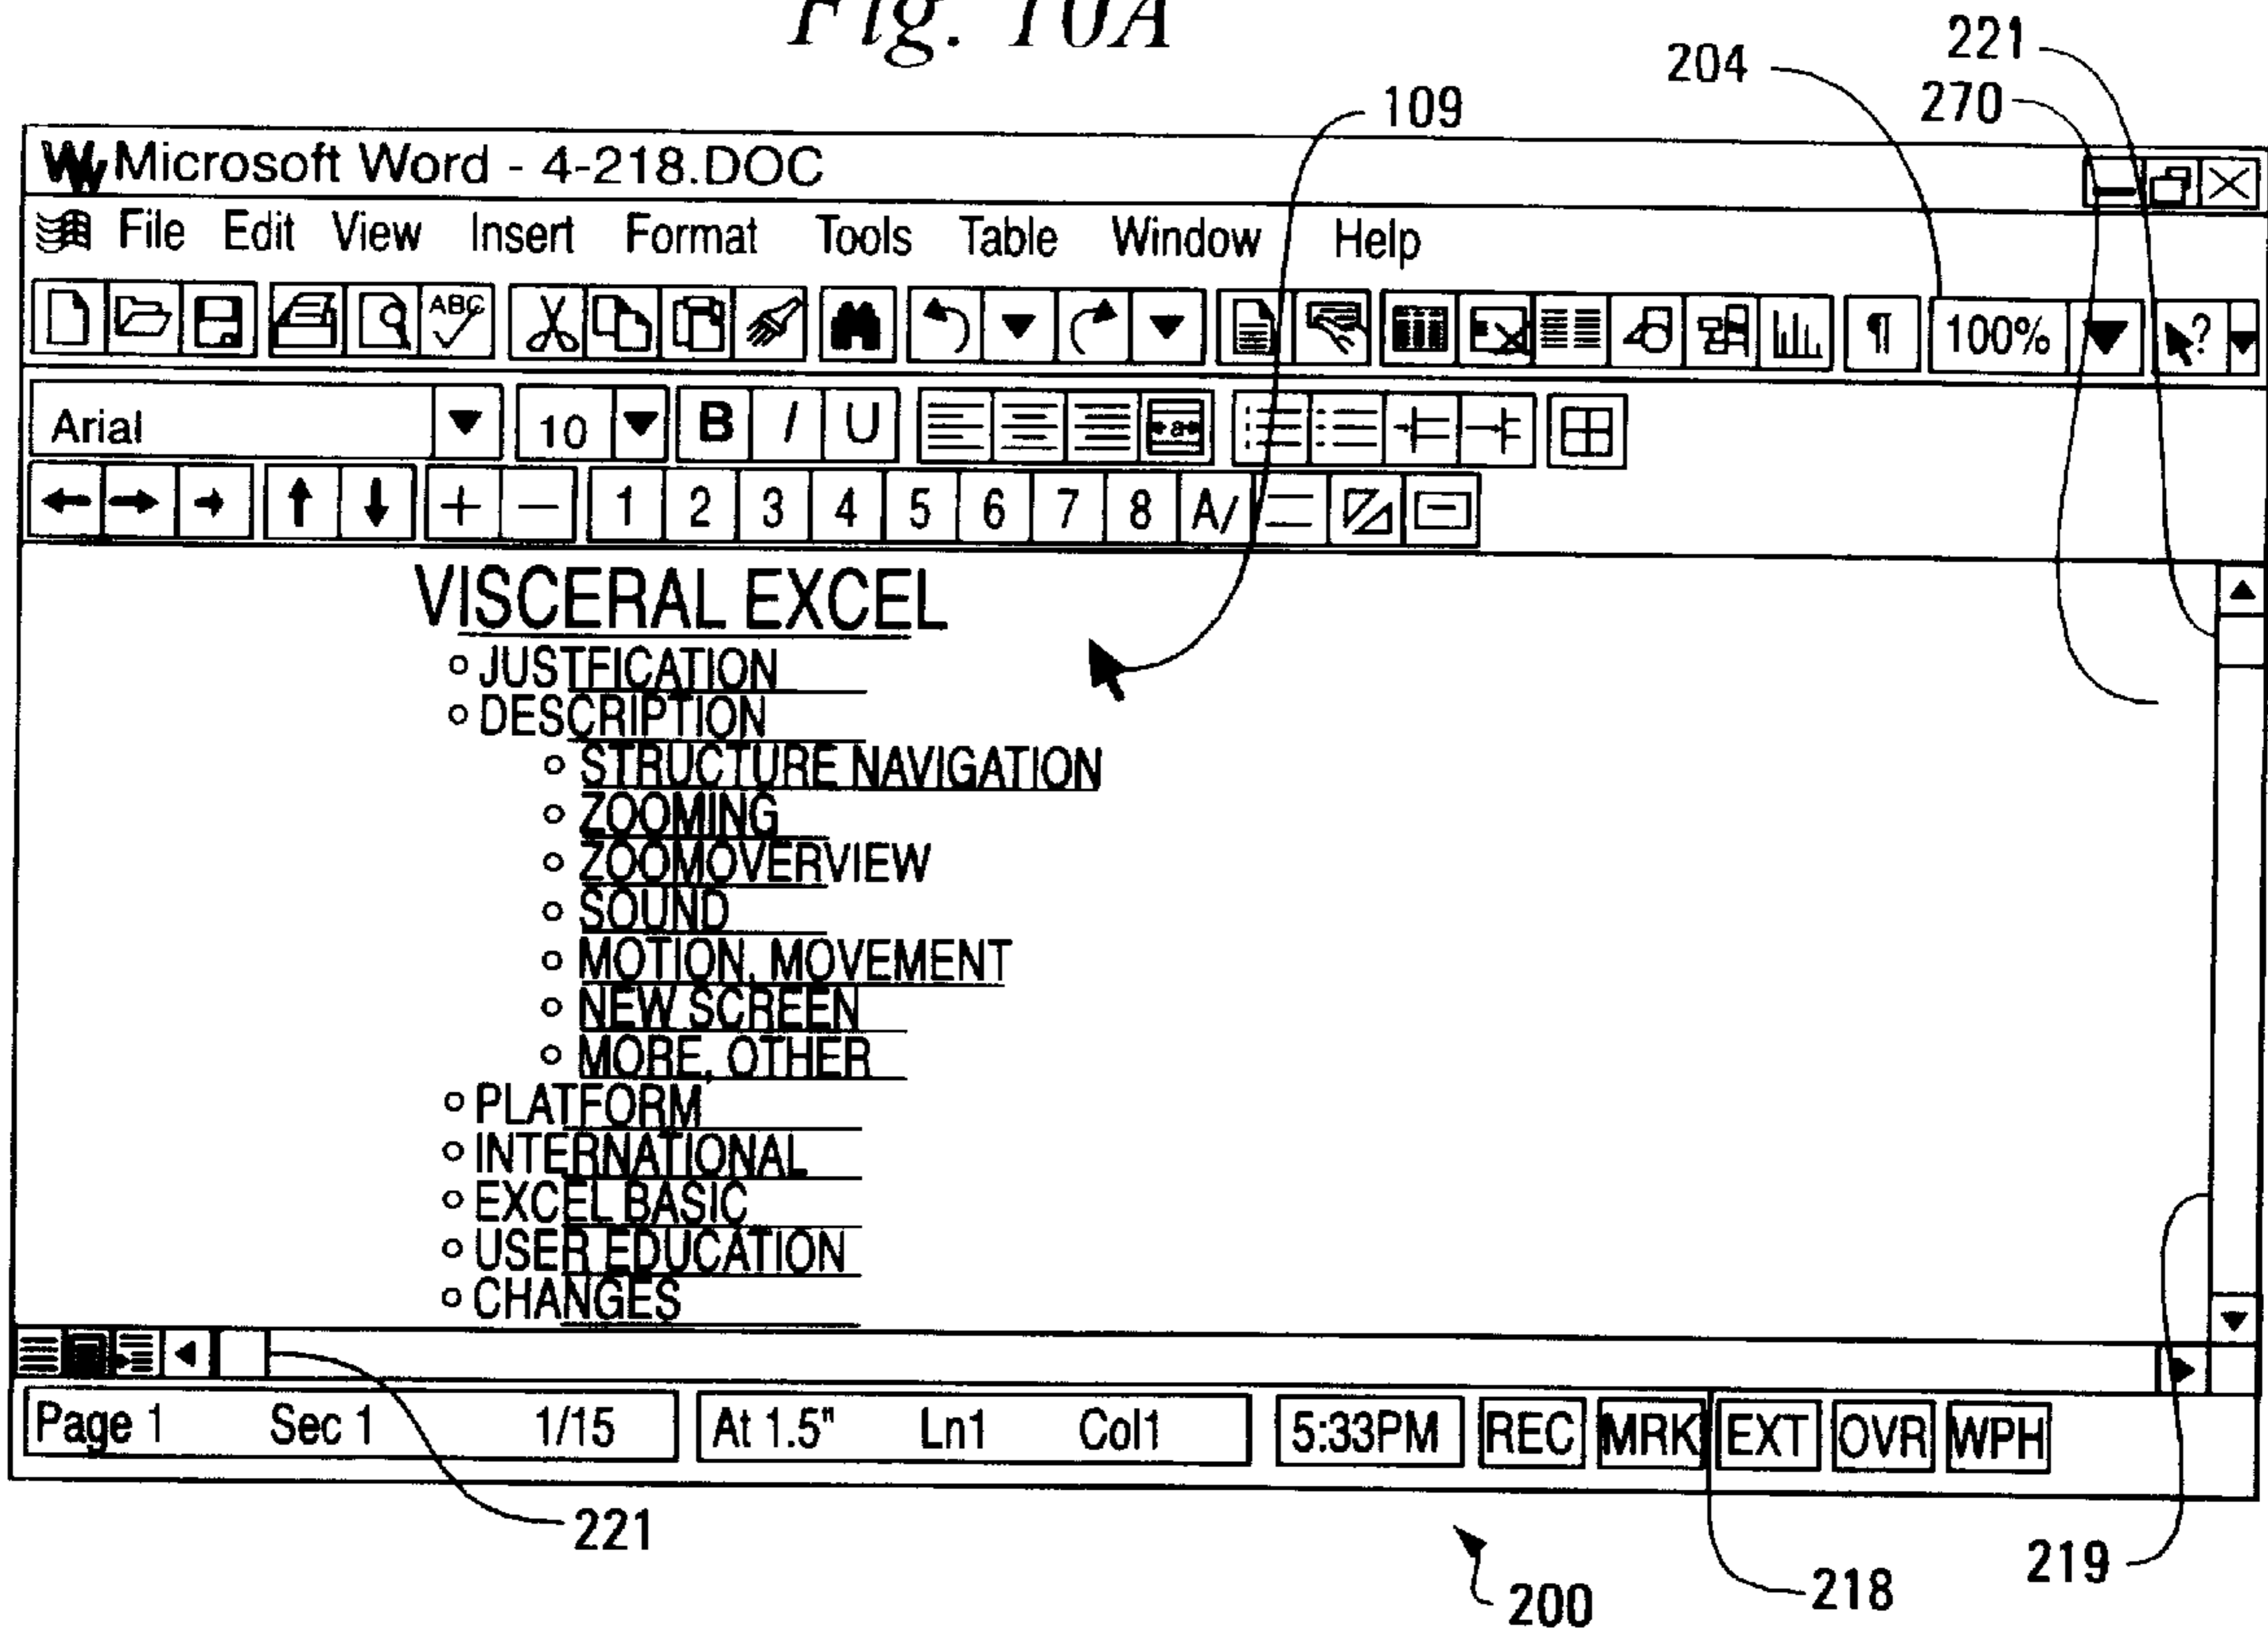 Fig. 10A
221
204
270
109
Microsoft Word - 4-218.DOC
File Edit View Insert Format Tools Table Window Help
ABC ¶ 100% ?
Arial 10 B I U a
+ − 1 2 3 4 5 6 7 8 A/
VISCERAL EXCEL
JUSTFICATION
DESCRIPTION
STRUCTURE NAVIGATION
ZOOMING
ZOOMOVERVIEW
SOUND
MOTION, MOVEMENT
NEW SCREEN
MORE, OTHER
PLATFORM
INTERNATIONAL
EXCEL BASIC
USER EDUCATION
CHANGES
Page 1 Sec 1 1/15 At 1.5" Ln1 Col1 5:33PM REC MRK EXT OVR WPH
221
219
200
218